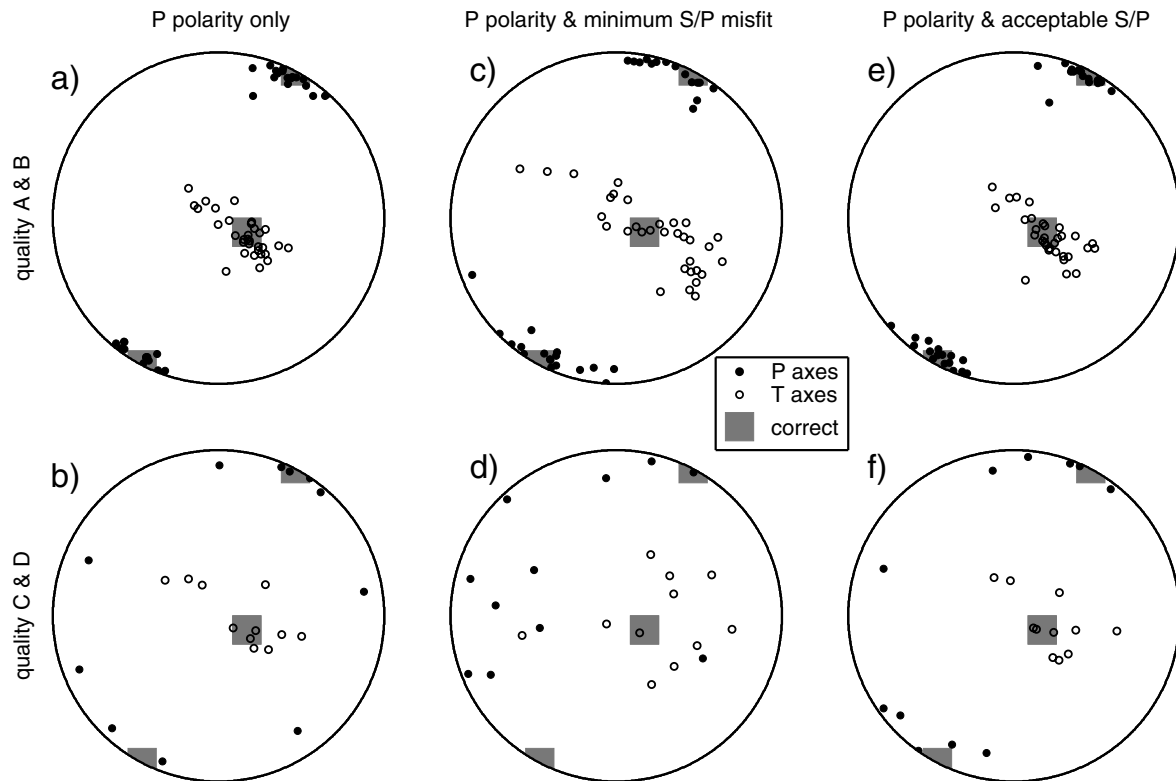 P polarity only
P polarity & minimum S/P misfit
P polarity & acceptable S/P
quality A & B
a)
c)
e)
P axes
T axes
correct
quality C & D
b)
d)
f)